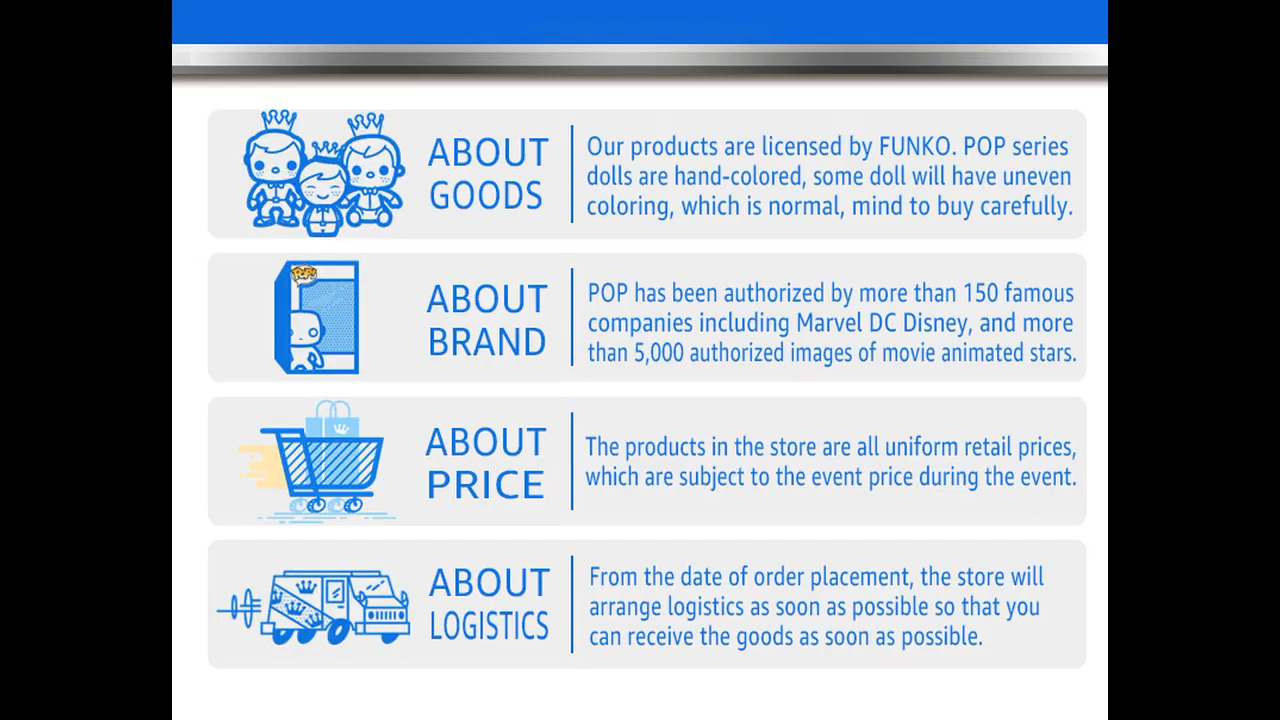 ABOUT
GOODS
Our products are licensed by FUNKO. POP series
dolls are hand-colored, some doll will have uneven
coloring, which is normal, mind to buy carefully.
POP!
ABOUT
BRAND
POP has been authorized by more than 150 famous
companies including Marvel DC Disney, and more
than 5,000 authorized images of movie animated stars.
ABOUT
PRICE
The products in the store are all uniform retail prices,
which are subject to the event price during the event.
ABOUT
LOGISTICS
From the date of order placement, the store will
arrange logistics as soon as possible so that you
can receive the goods as soon as possible.